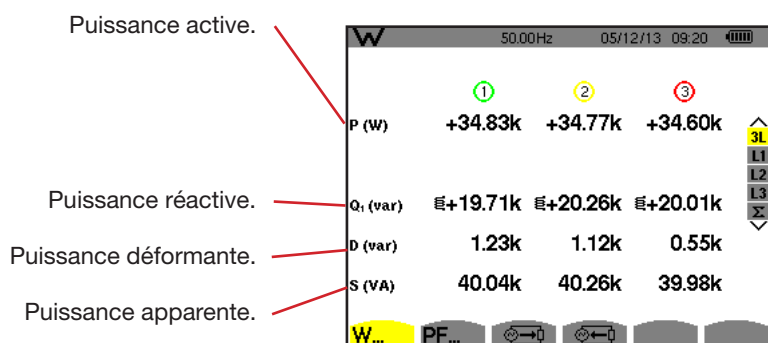 Puissance active.
W 50.00Hz 05/12/13 09:20
1 2 3
P (W) +34.83k +34.77k +34.60k
3L
L1
L2
L3
Σ
Puissance réactive.
Q₁ (var) +19.71k +20.26k +20.01k
Puissance déformante.
D (var) 1.23k 1.12k 0.55k
Puissance apparente.
S (VA) 40.04k 40.26k 39.98k
W... PF...